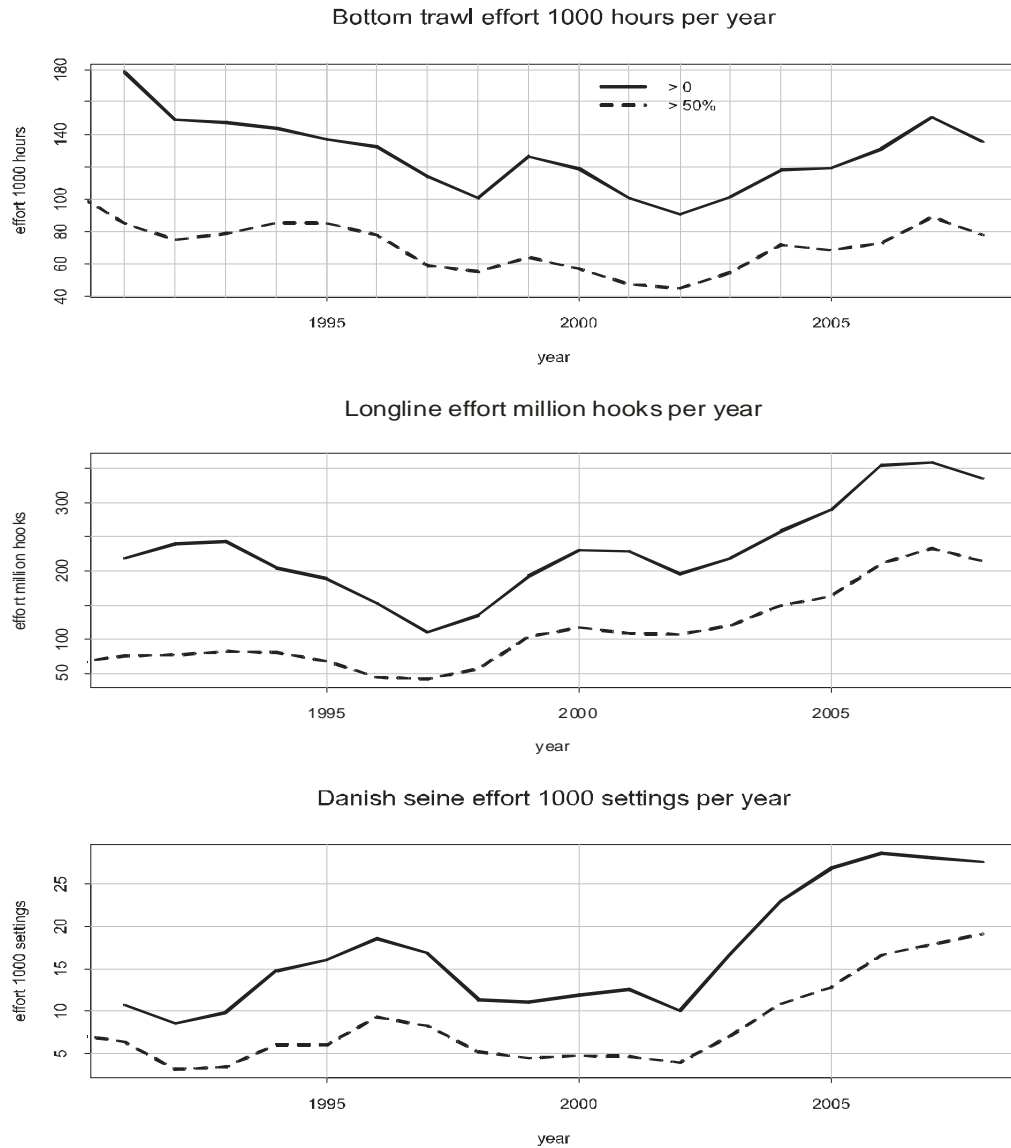 Bottom trawl effort 1000 hours per year
180
140
100
80
60
40
effort 1000 hours
> 0
> 50%
1995 2000 2005
year
Longline effort million hooks per year
300
200
100
50
effort million hooks
1995 2000 2005
year
Danish seine effort 1000 settings per year
25
20
15
10
5
effort 1000 settings
1995 2000 2005
year